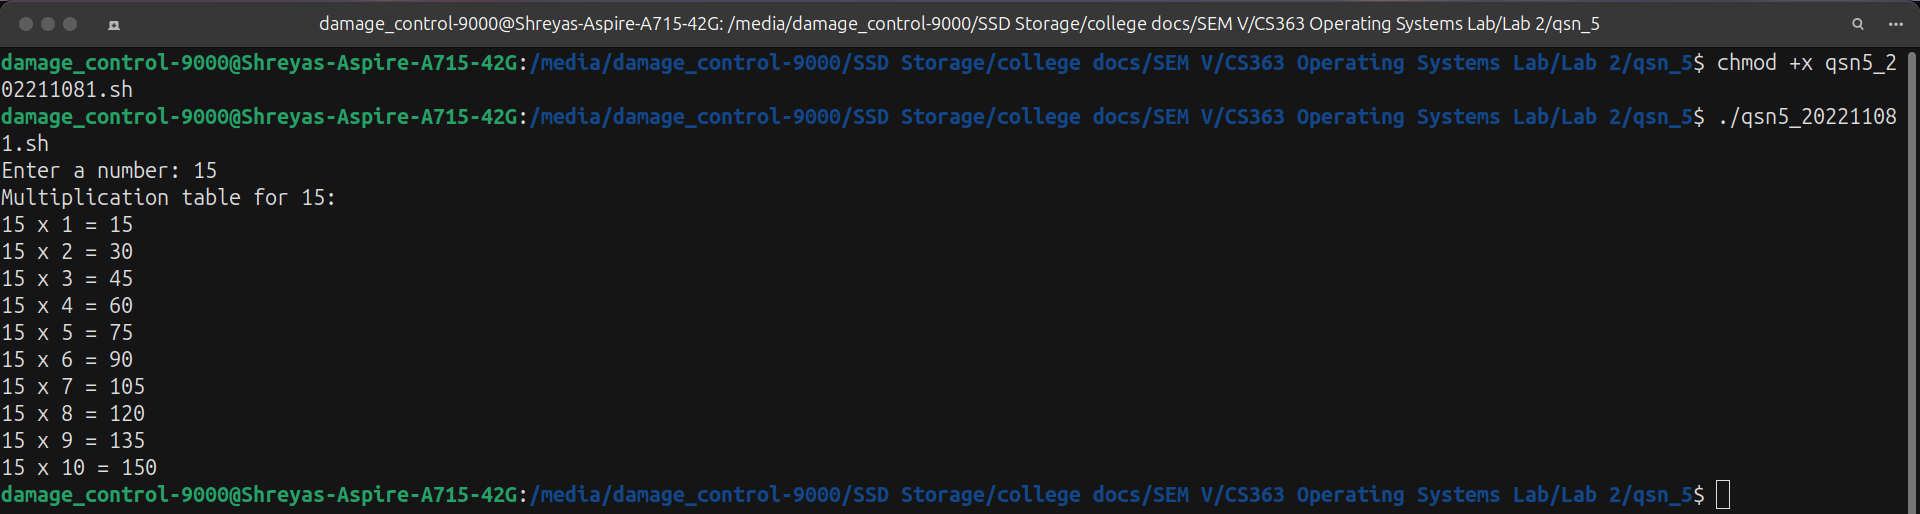 damage_control-9000@Shreyas-Aspire-A715-42G: /media/damage_control-9000/SSD Storage/college docs/SEM V/CS363 Operating Systems Lab/Lab 2/qsn_5
damage_control-9000@Shreyas-Aspire-A715-42G:/media/damage_control-9000/SSD Storage/college docs/SEM V/CS363 Operating Systems Lab/Lab 2/qsn_5$ chmod +x qsn5_2
02211081.sh
damage_control-9000@Shreyas-Aspire-A715-42G:/media/damage_control-9000/SSD Storage/college docs/SEM V/CS363 Operating Systems Lab/Lab 2/qsn_5$ ./qsn5_20221108
1.sh
Enter a number: 15
Multiplication table for 15:
15 x 1 = 15
15 x 2 = 30
15 x 3 = 45
15 x 4 = 60
15 x 5 = 75
15 x 6 = 90
15 x 7 = 105
15 x 8 = 120
15 x 9 = 135
15 x 10 = 150
damage_control-9000@Shreyas-Aspire-A715-42G:/media/damage_control-9000/SSD Storage/college docs/SEM V/CS363 Operating Systems Lab/Lab 2/qsn_5$